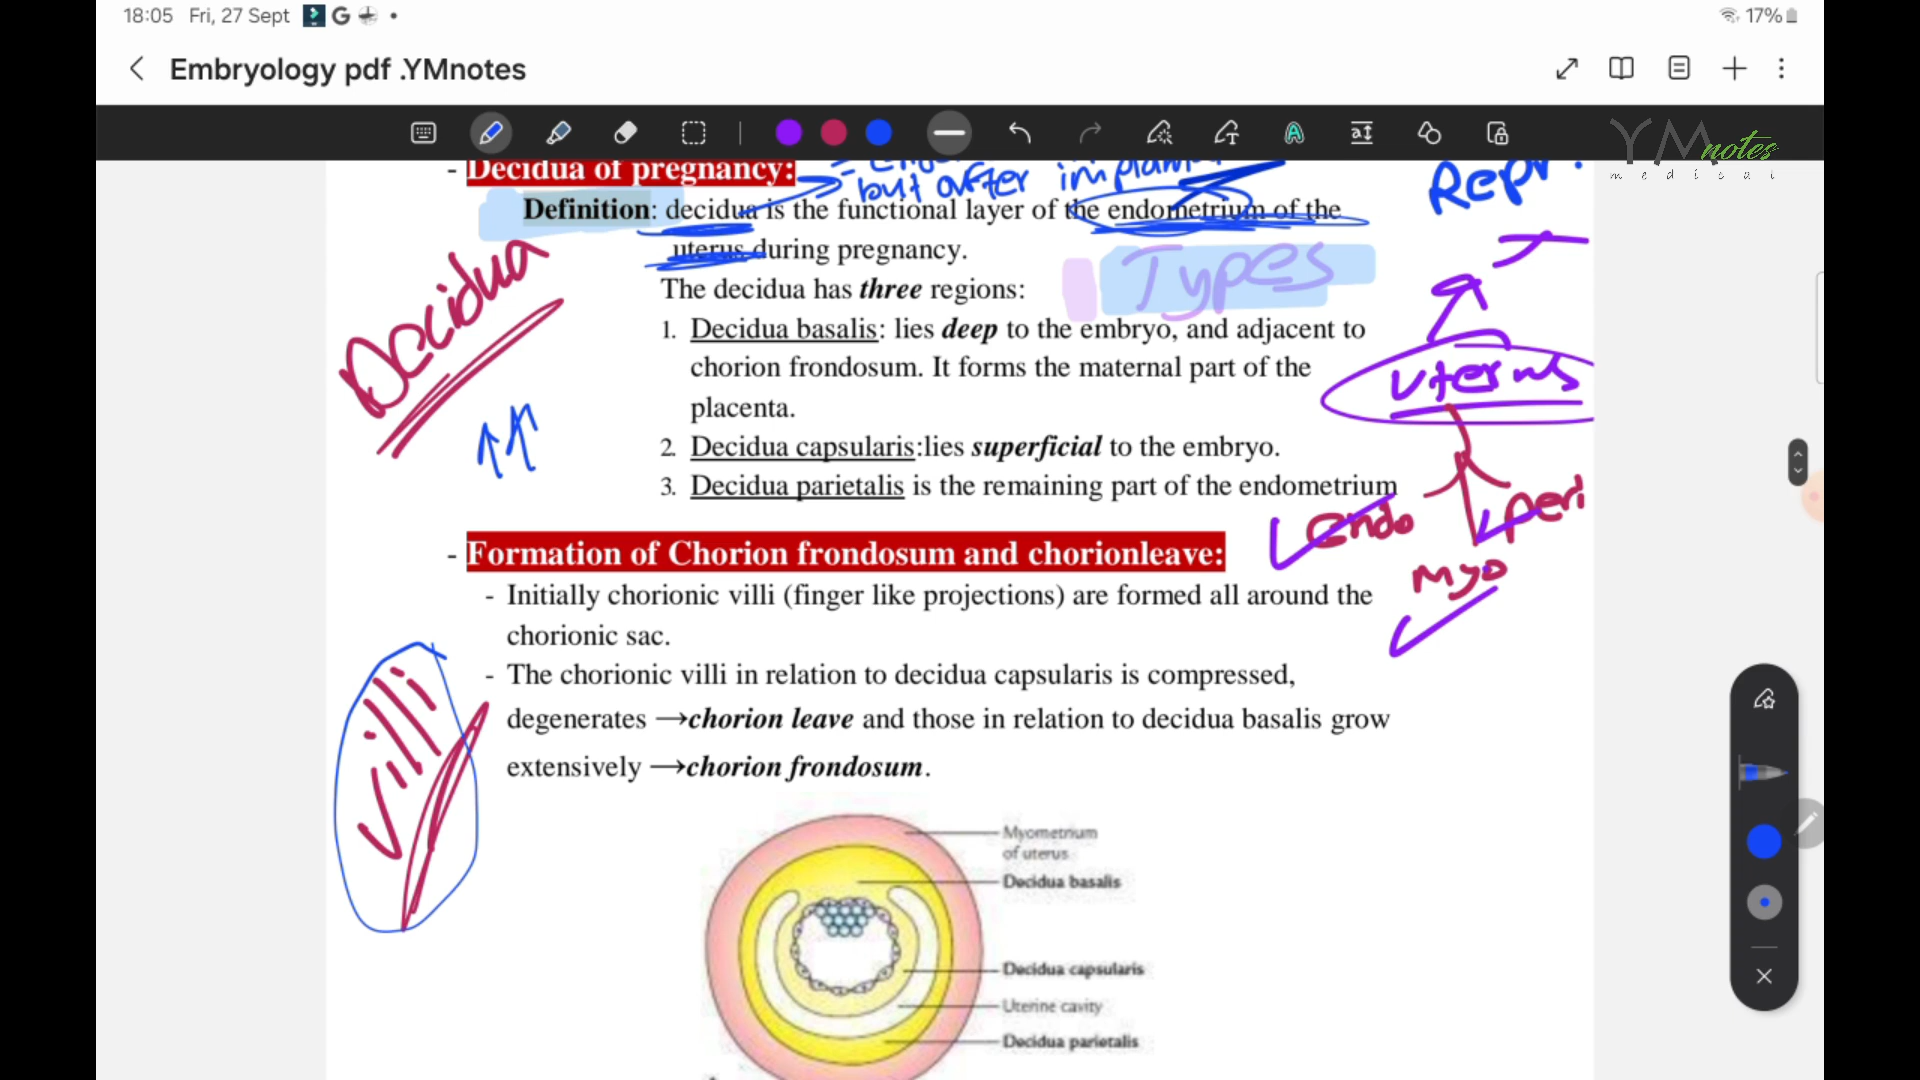 18:05 Fri, 27 Sept G 17%
Embryology pdf .YMnotes
YMnotes
medical
- Decidua of pregnancy:
but after
Repr.
Definition: decidua is the functional layer of the endometrium of the
uterus during pregnancy.
Types
Decidua
The decidua has three regions:
1. Decidua basalis: lies deep to the embryo, and adjacent to
chorion frondosum. It forms the maternal part of the
placenta.
uterus
2. Decidua capsularis:lies superficial to the embryo.
3. Decidua parietalis is the remaining part of the endometrium
endo
peri
myo
- Formation of Chorion frondosum and chorionleave:
- Initially chorionic villi (finger like projections) are formed all around the
chorionic sac.
- The chorionic villi in relation to decidua capsularis is compressed,
degenerates →chorion leave and those in relation to decidua basalis grow
extensively →chorion frondosum.
villi
Myometrium
of uterus
Decidua basalis
Decidua capsularis
Uterine cavity
Decidua parietalis